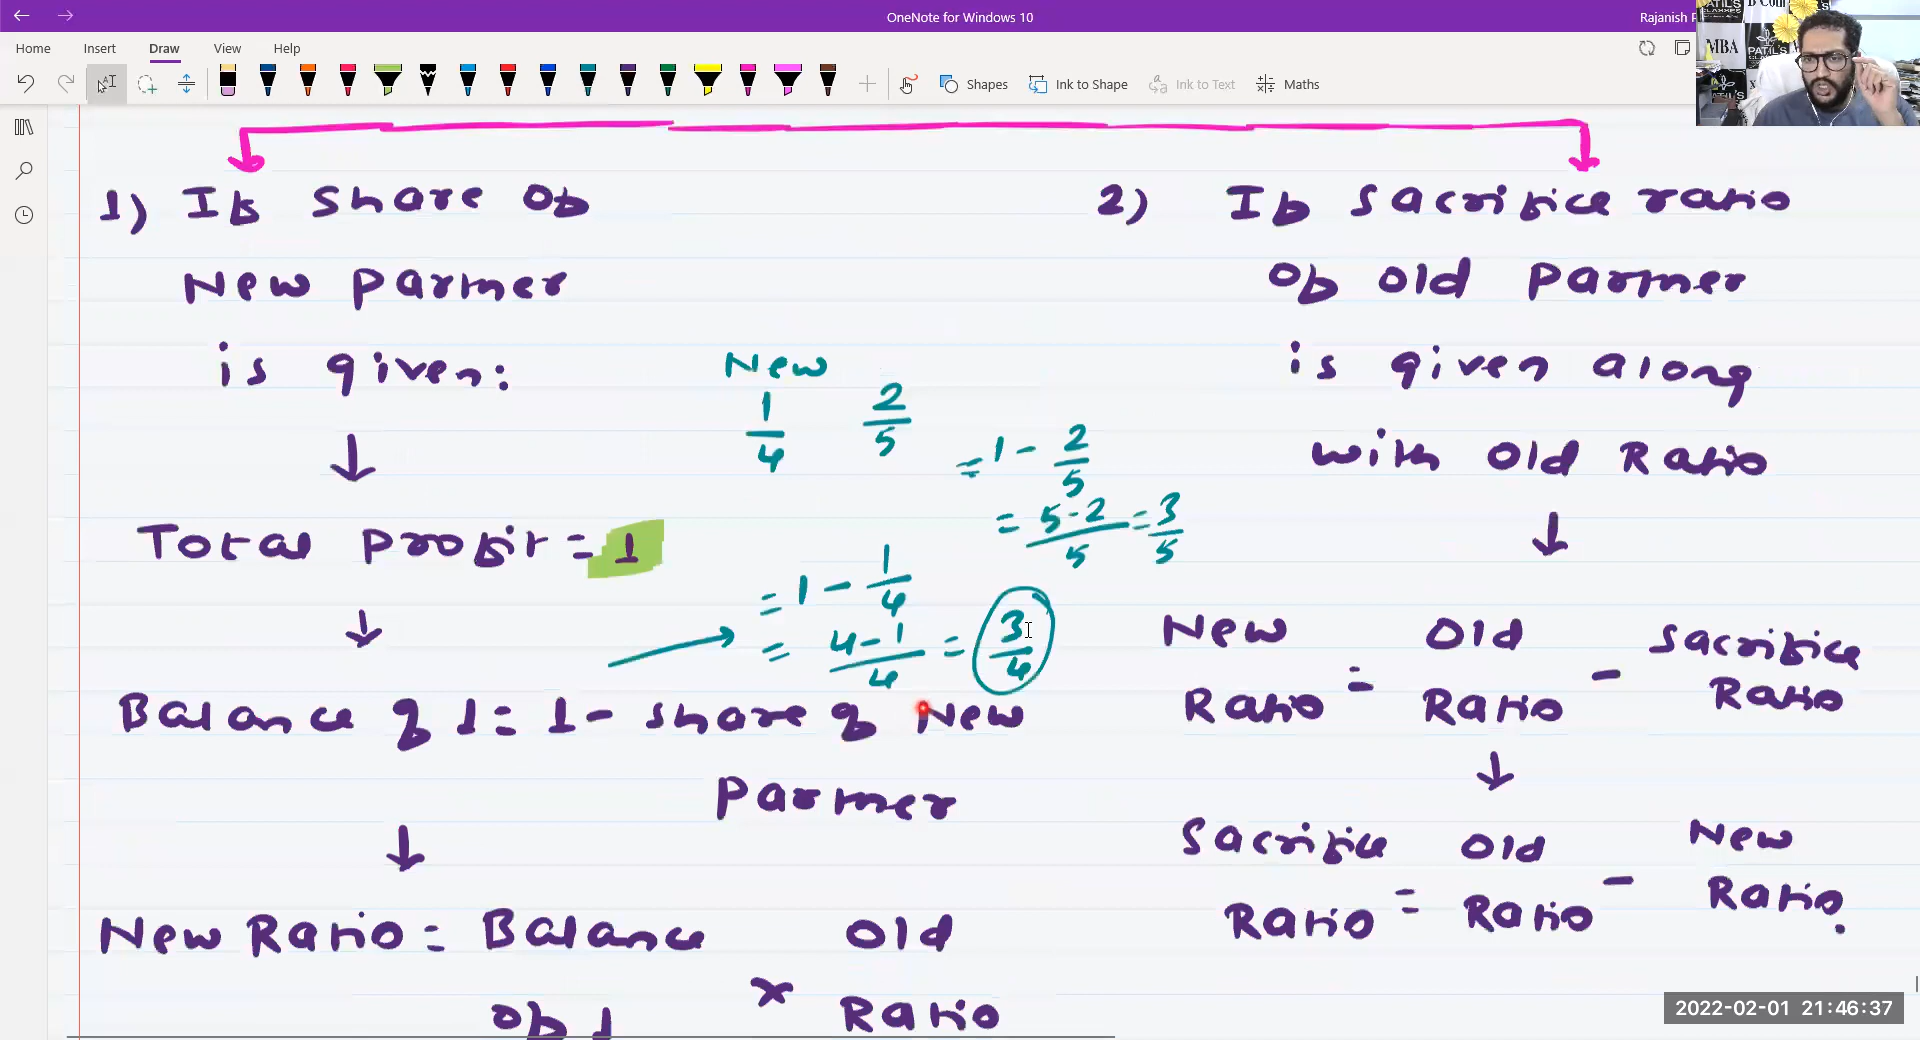 OneNote for Windows 10
Rajanish
Home Insert Draw View Help
Shapes Ink to Shape Ink to Text Maths
MBA B Com PATIL'S CLASSES
1) If share of
New partner
is given:
↓
Total profit = 1
↓
Balance of 1 = 1 - share of New
Partner
↓
New Ratio = Balance Old
of 1 × Ratio
New
1/4 2/5
= 1 - 2/5
= 5-2/5 = 3/5
= 1 - 1/4
= 4-1/4 = 3/4
2) If sacrifice ratio
of old partner
is given along
with old Ratio
↓
New Ratio = Old Ratio - Sacrifice Ratio
↓
Sacrifice Ratio = Old Ratio - New Ratio.
2022-02-01 21:46:37